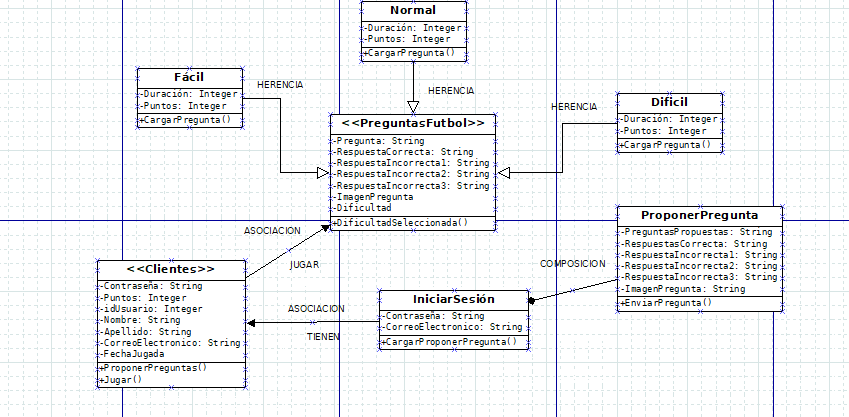 Normal
-Duración: Integer
-Puntos: Integer
+CargarPregunta()
Fácil
-Duración: Integer
-Puntos: Integer
+CargarPregunta()
HERENCIA
HERENCIA
HERENCIA
Dificil
-Duración: Integer
-Puntos: Integer
+CargarPregunta()
<<PreguntasFutbol>>
-Pregunta: String
-RespuestaCorrecta: String
-RespuestaIncorrecta1: String
-RespuestaIncorrecta2: String
-RespuestaIncorrecta3: String
-ImagenPregunta
-Dificultad
+DificultadSeleccionada()
ProponerPregunta
-PreguntasPropuestas: String
-RespuestasCorrecta: String
-RespuestaIncorrecta1: String
-RespuestaIncorrecta2: String
-RespuestaIncorrecta3: String
-ImagenPregunta: String
+EnviarPregunta()
ASOCIACION
JUGAR
<<Clientes>>
-Contraseña: String
-Puntos: Integer
-idUsuario: Integer
-Nombre: String
-Apellido: String
-CorreoElectronico: String
-FechaJugada
+ProponerPreguntas()
+Jugar()
ASOCIACION
TIENEN
IniciarSesión
-Contraseña: String
-CorreoElectronico: String
+CargarProponerPregunta()
COMPOSICION